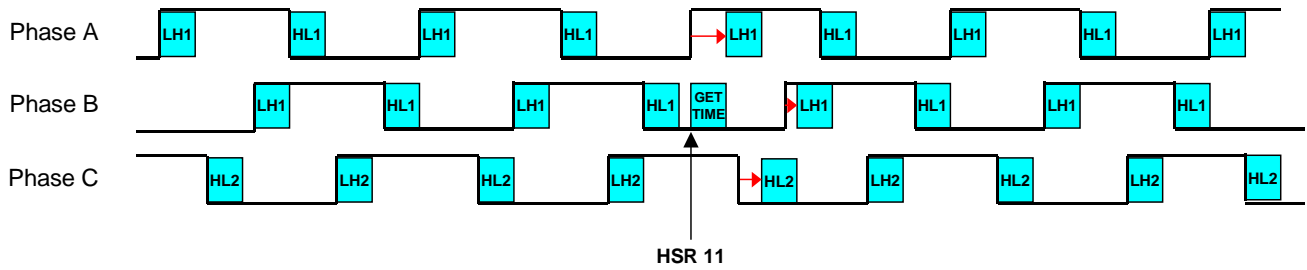 Phase A LH1 HL1 LH1 HL1 LH1 HL1 LH1 HL1 LH1
Phase B LH1 HL1 LH1 HL1 GET TIME LH1 HL1 LH1 HL1
Phase C HL2 LH2 HL2 LH2 HL2 LH2 HL2 LH2 HL2
HSR 11